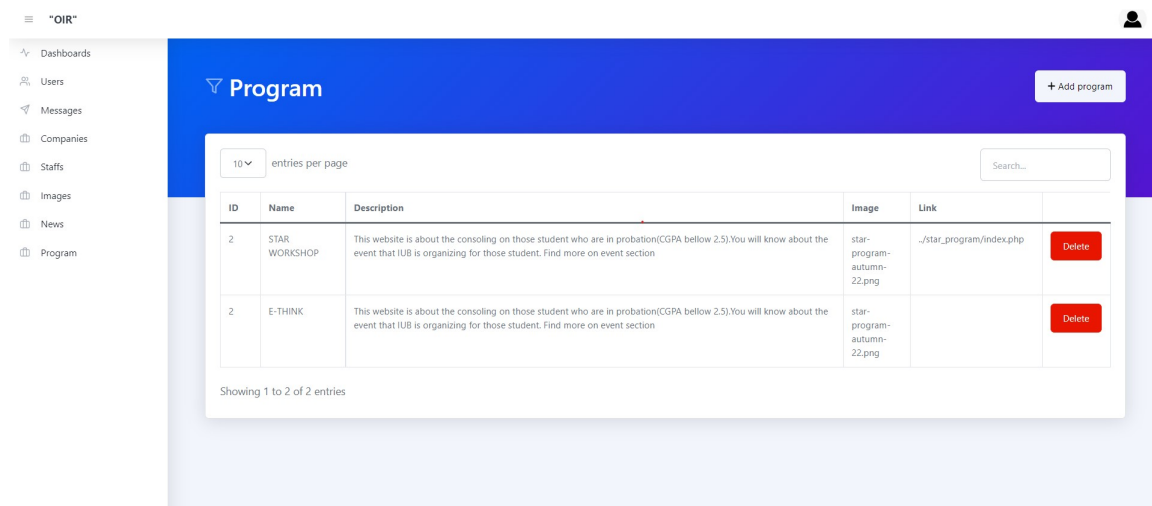 "OIR"
Dashboards
Users
Messages
Companies
Staffs
Images
News
Program
Program
+ Add program
10
entries per page
Search...
ID Name Description Image Link
2 STAR WORKSHOP
This website is about the consoling on those student who are in probation(CGPA bellow 2.5).You will know about the
event that IUB is organizing for those student. Find more on event section
star-
program-
autumn-
22.png
../star_program/index.php
Delete
2 E-THINK
This website is about the consoling on those student who are in probation(CGPA bellow 2.5).You will know about the
event that IUB is organizing for those student. Find more on event section
star-
program-
autumn-
22.png
Delete
Showing 1 to 2 of 2 entries